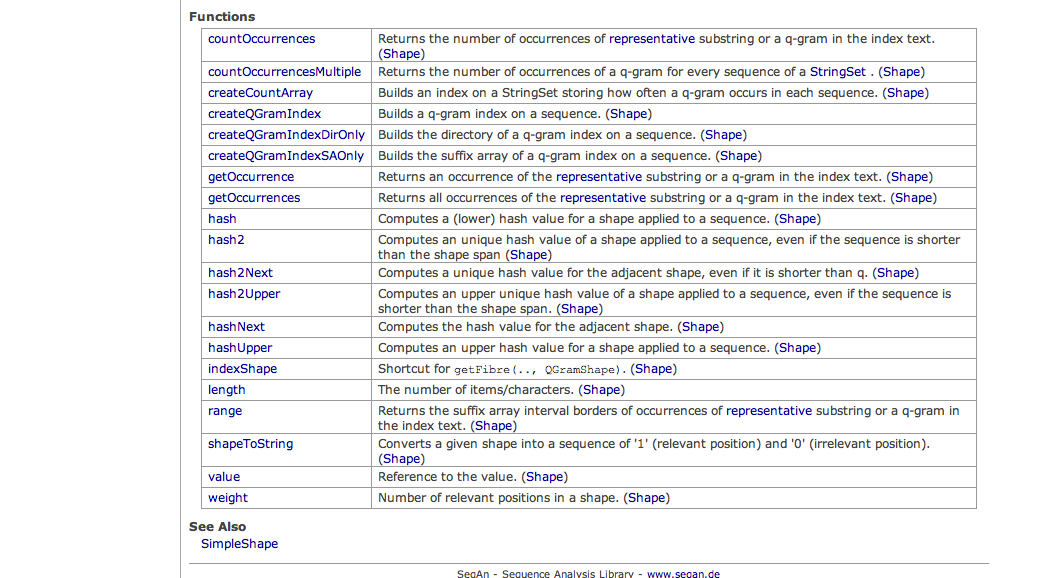 Functions
countOccurrences Returns the number of occurrences of representative substring or a q-gram in the index text.
(Shape)
countOccurrencesMultiple Returns the number of occurrences of a q-gram for every sequence of a StringSet . (Shape)
createCountArray Builds an index on a StringSet storing how often a q-gram occurs in each sequence. (Shape)
createQGramIndex Builds a q-gram index on a sequence. (Shape)
createQGramIndexDirOnly Builds the directory of a q-gram index on a sequence. (Shape)
createQGramIndexSAOnly Builds the suffix array of a q-gram index on a sequence. (Shape)
getOccurrence Returns an occurrence of the representative substring or a q-gram in the index text. (Shape)
getOccurrences Returns all occurrences of the representative substring or a q-gram in the index text. (Shape)
hash Computes a (lower) hash value for a shape applied to a sequence. (Shape)
hash2 Computes an unique hash value of a shape applied to a sequence, even if the sequence is shorter
than the shape span (Shape)
hash2Next Computes a unique hash value for the adjacent shape, even if it is shorter than q. (Shape)
hash2Upper Computes an upper unique hash value of a shape applied to a sequence, even if the sequence is
shorter than the shape span. (Shape)
hashNext Computes the hash value for the adjacent shape. (Shape)
hashUpper Computes an upper hash value for a shape applied to a sequence. (Shape)
indexShape Shortcut for getFibre(.., QGramShape). (Shape)
length The number of items/characters. (Shape)
range Returns the suffix array interval borders of occurrences of representative substring or a q-gram in
the index text. (Shape)
shapeToString Converts a given shape into a sequence of '1' (relevant position) and '0' (irrelevant position).
(Shape)
value Reference to the value. (Shape)
weight Number of relevant positions in a shape. (Shape)
See Also
SimpleShape
SeqAn - Sequence Analysis Library - www.seqan.de